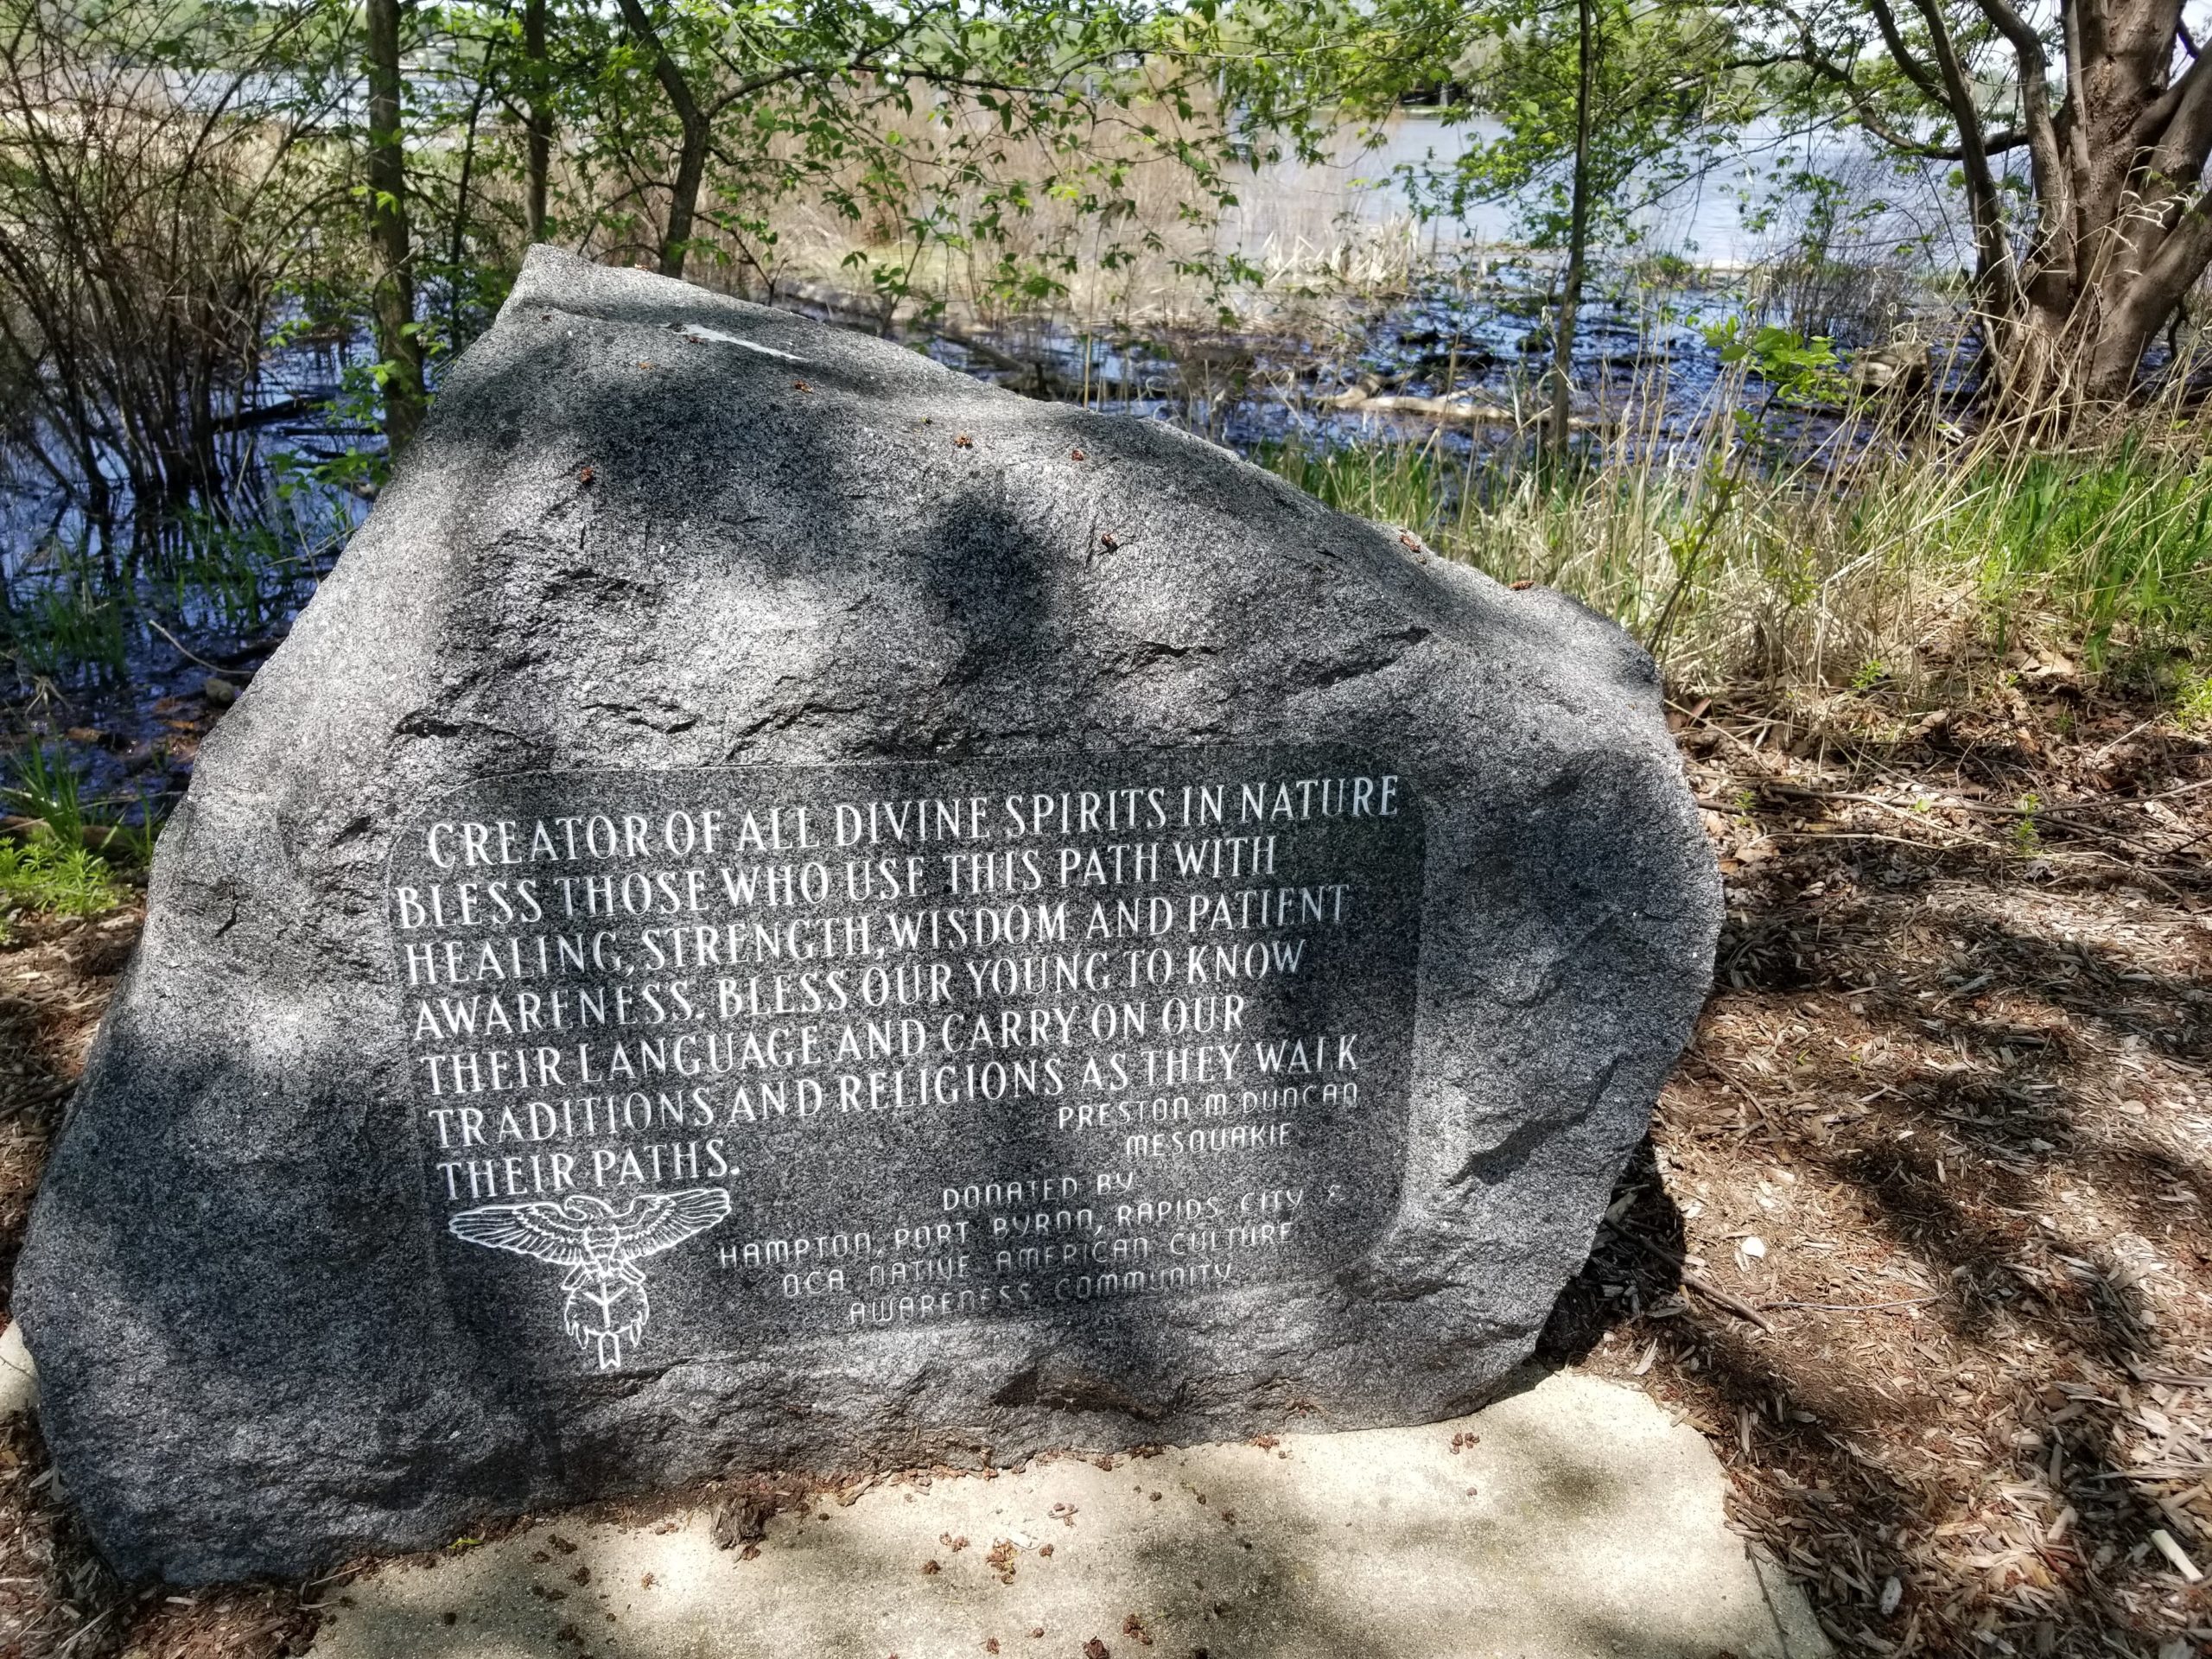 CREATOR OF ALL DIVINE SPIRITS IN NATURE
BLESS THOSE WHO USE THIS PATH WITH
HEALING, STRENGTH, WISDOM AND PATIENT
AWARENESS. BLESS OUR YOUNG TO KNOW
THEIR LANGUAGE AND CARRY ON OUR
TRADITIONS AND RELIGIONS AS THEY WALK
THEIR PATHS.
PRESTON M DUNCAN
MESQUAKIE
DONATED BY
HAMPTON, PORT BYRON, RAPIDS CITY &
QCA NATIVE AMERICAN CULTURE
AWARENESS COMMUNITY